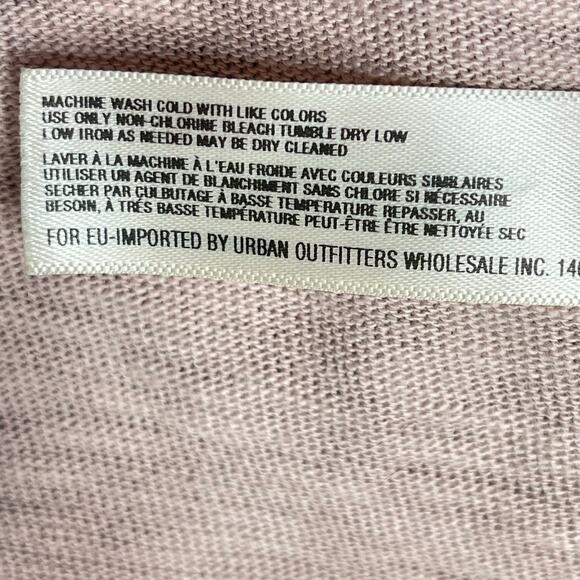 MACHINE WASH COLD WITH LIKE COLORS
USE ONLY NON-CHLORINE BLEACH TUMBLE DRY LOW
LOW IRON AS NEEDED MAY BE DRY CLEANED
LAVER À LA MACHINE À L'EAU FROIDE AVEC COULEURS SIMILAIRES
UTILISER UN AGENT DE BLANCHIMENT SANS CHLORE SI NÉCESSAIRE
SECHER PAR CULBUTAGE À BASSE TEMPERATURE REPASSER, AU
BESOIN, À TRÈS BASSE TEMPÉRATURE PEUT-ÊTRE ÊTRE NETTOYÉE SEC
FOR EU-IMPORTED BY URBAN OUTFITTERS WHOLESALE INC.